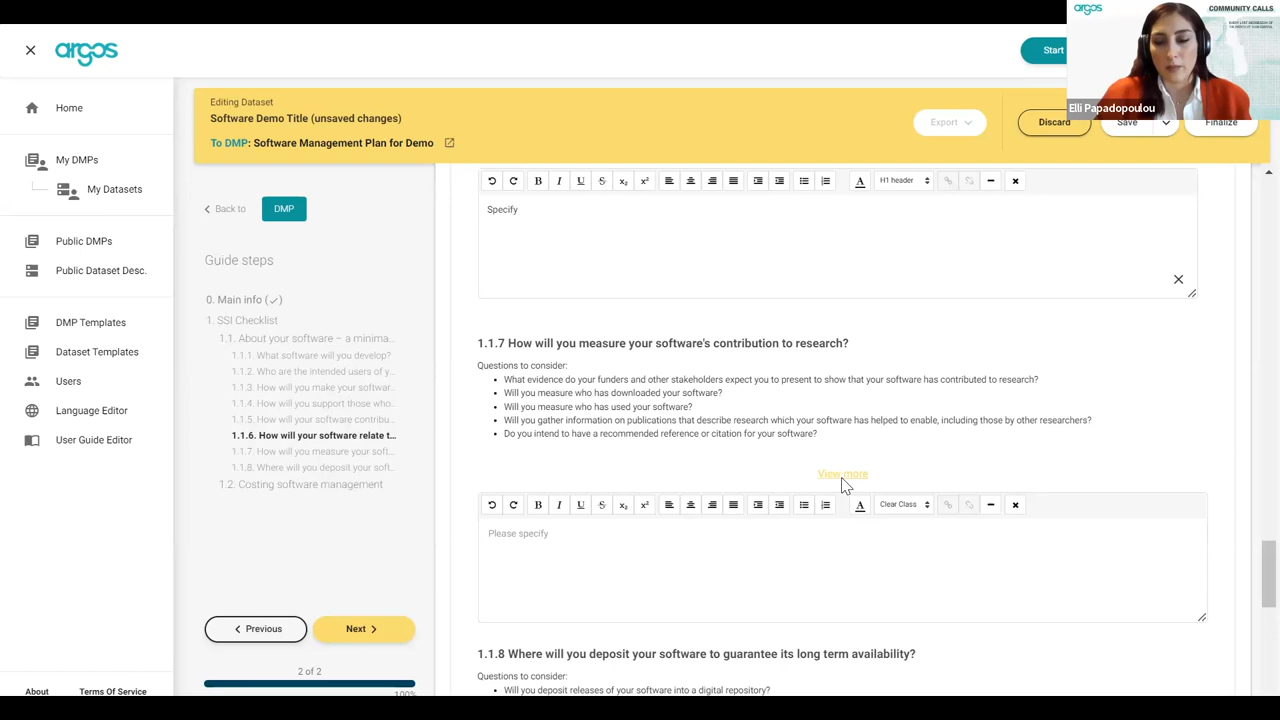 argos
COMMUNITY CALLS
Elli Papadopoulou
argos
Start
Home
My DMPs
My Datasets
Public DMPs
Public Dataset Desc.
DMP Templates
Dataset Templates
Users
Language Editor
User Guide Editor
About
Terms Of Service
Editing Dataset
Software Demo Title (unsaved changes)
To DMP: Software Management Plan for Demo
Export
Discard
Save
Finalize
Back to
DMP
Guide steps
0. Main info (✓)
1. SSI Checklist
1.1. About your software – a minima...
1.1.1. What software will you develop?
1.1.2. Who are the intended users of y...
1.1.3. How will you make your softwar...
1.1.4. How will you support those who...
1.1.5. How will your software contribu...
1.1.6. How will your software relate t...
1.1.7. How will you measure your soft...
1.1.8. Where will you deposit your soft...
1.2. Costing software management
Previous
Next
2 of 2
100%
B I U S x₂ x² A H1 header
Specify
1.1.7 How will you measure your software's contribution to research?
Questions to consider:
What evidence do your funders and other stakeholders expect you to present to show that your software has contributed to research?
Will you measure who has downloaded your software?
Will you measure who has used your software?
Will you gather information on publications that describe research which your software has helped to enable, including those by other researchers?
Do you intend to have a recommended reference or citation for your software?
View more
B I U S x₂ x² A Clear Class
Please specify
1.1.8 Where will you deposit your software to guarantee its long term availability?
Questions to consider:
Will you deposit releases of your software into a digital repository?